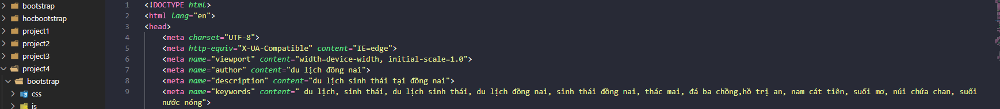 bootstrap
hocbootstrap
project1
project2
project3
project4
bootstrap
css
js
1 <!DOCTYPE html>
2 <html lang="en">
3 <head>
4 <meta charset="UTF-8">
5 <meta http-equiv="X-UA-Compatible" content="IE=edge">
6 <meta name="viewport" content="width=device-width, initial-scale=1.0">
7 <meta name="author" content="du lịch đồng nai">
8 <meta name="description" content="du lịch sinh thái tại đồng nai">
9 <meta name="keywords" content=" du lịch, sinh thái, du lịch sinh thái, du lịch đồng nai, sinh thái đồng nai, thác mai, đá ba chồng,hồ trị an, nam cát tiên, suối mơ, núi chứa chan, suối
nước nóng">